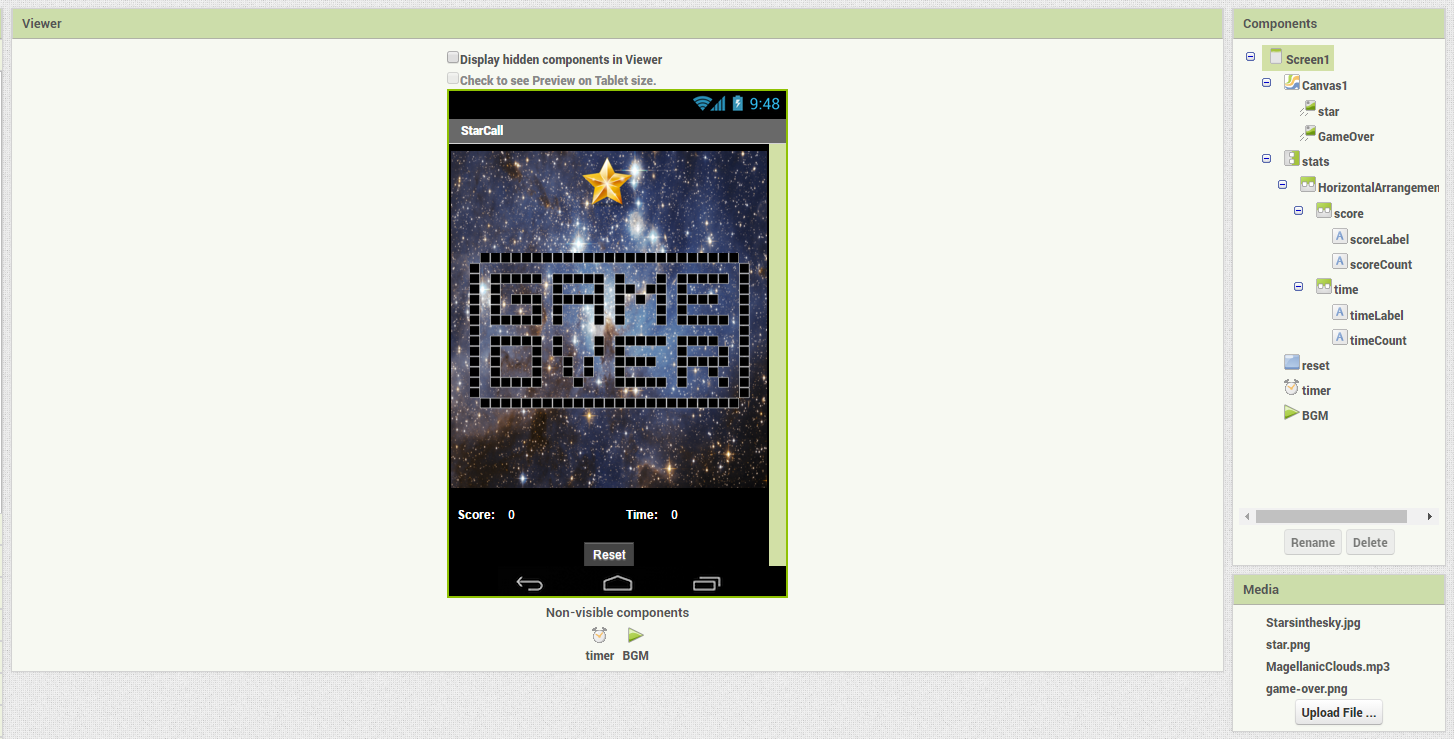 Viewer
Display hidden components in Viewer
Check to see Preview on Tablet size.
9:48
StarCall
GAME
OVER
Score: 0 Time: 0
Reset
Non-visible components
timer BGM
Components
Screen1
Canvas1
star
GameOver
stats
HorizontalArrangemen
score
A scoreLabel
A scoreCount
time
A timeLabel
A timeCount
reset
timer
BGM
Rename Delete
Media
Starsinthesky.jpg
star.png
MagellanicClouds.mp3
game-over.png
Upload File ...